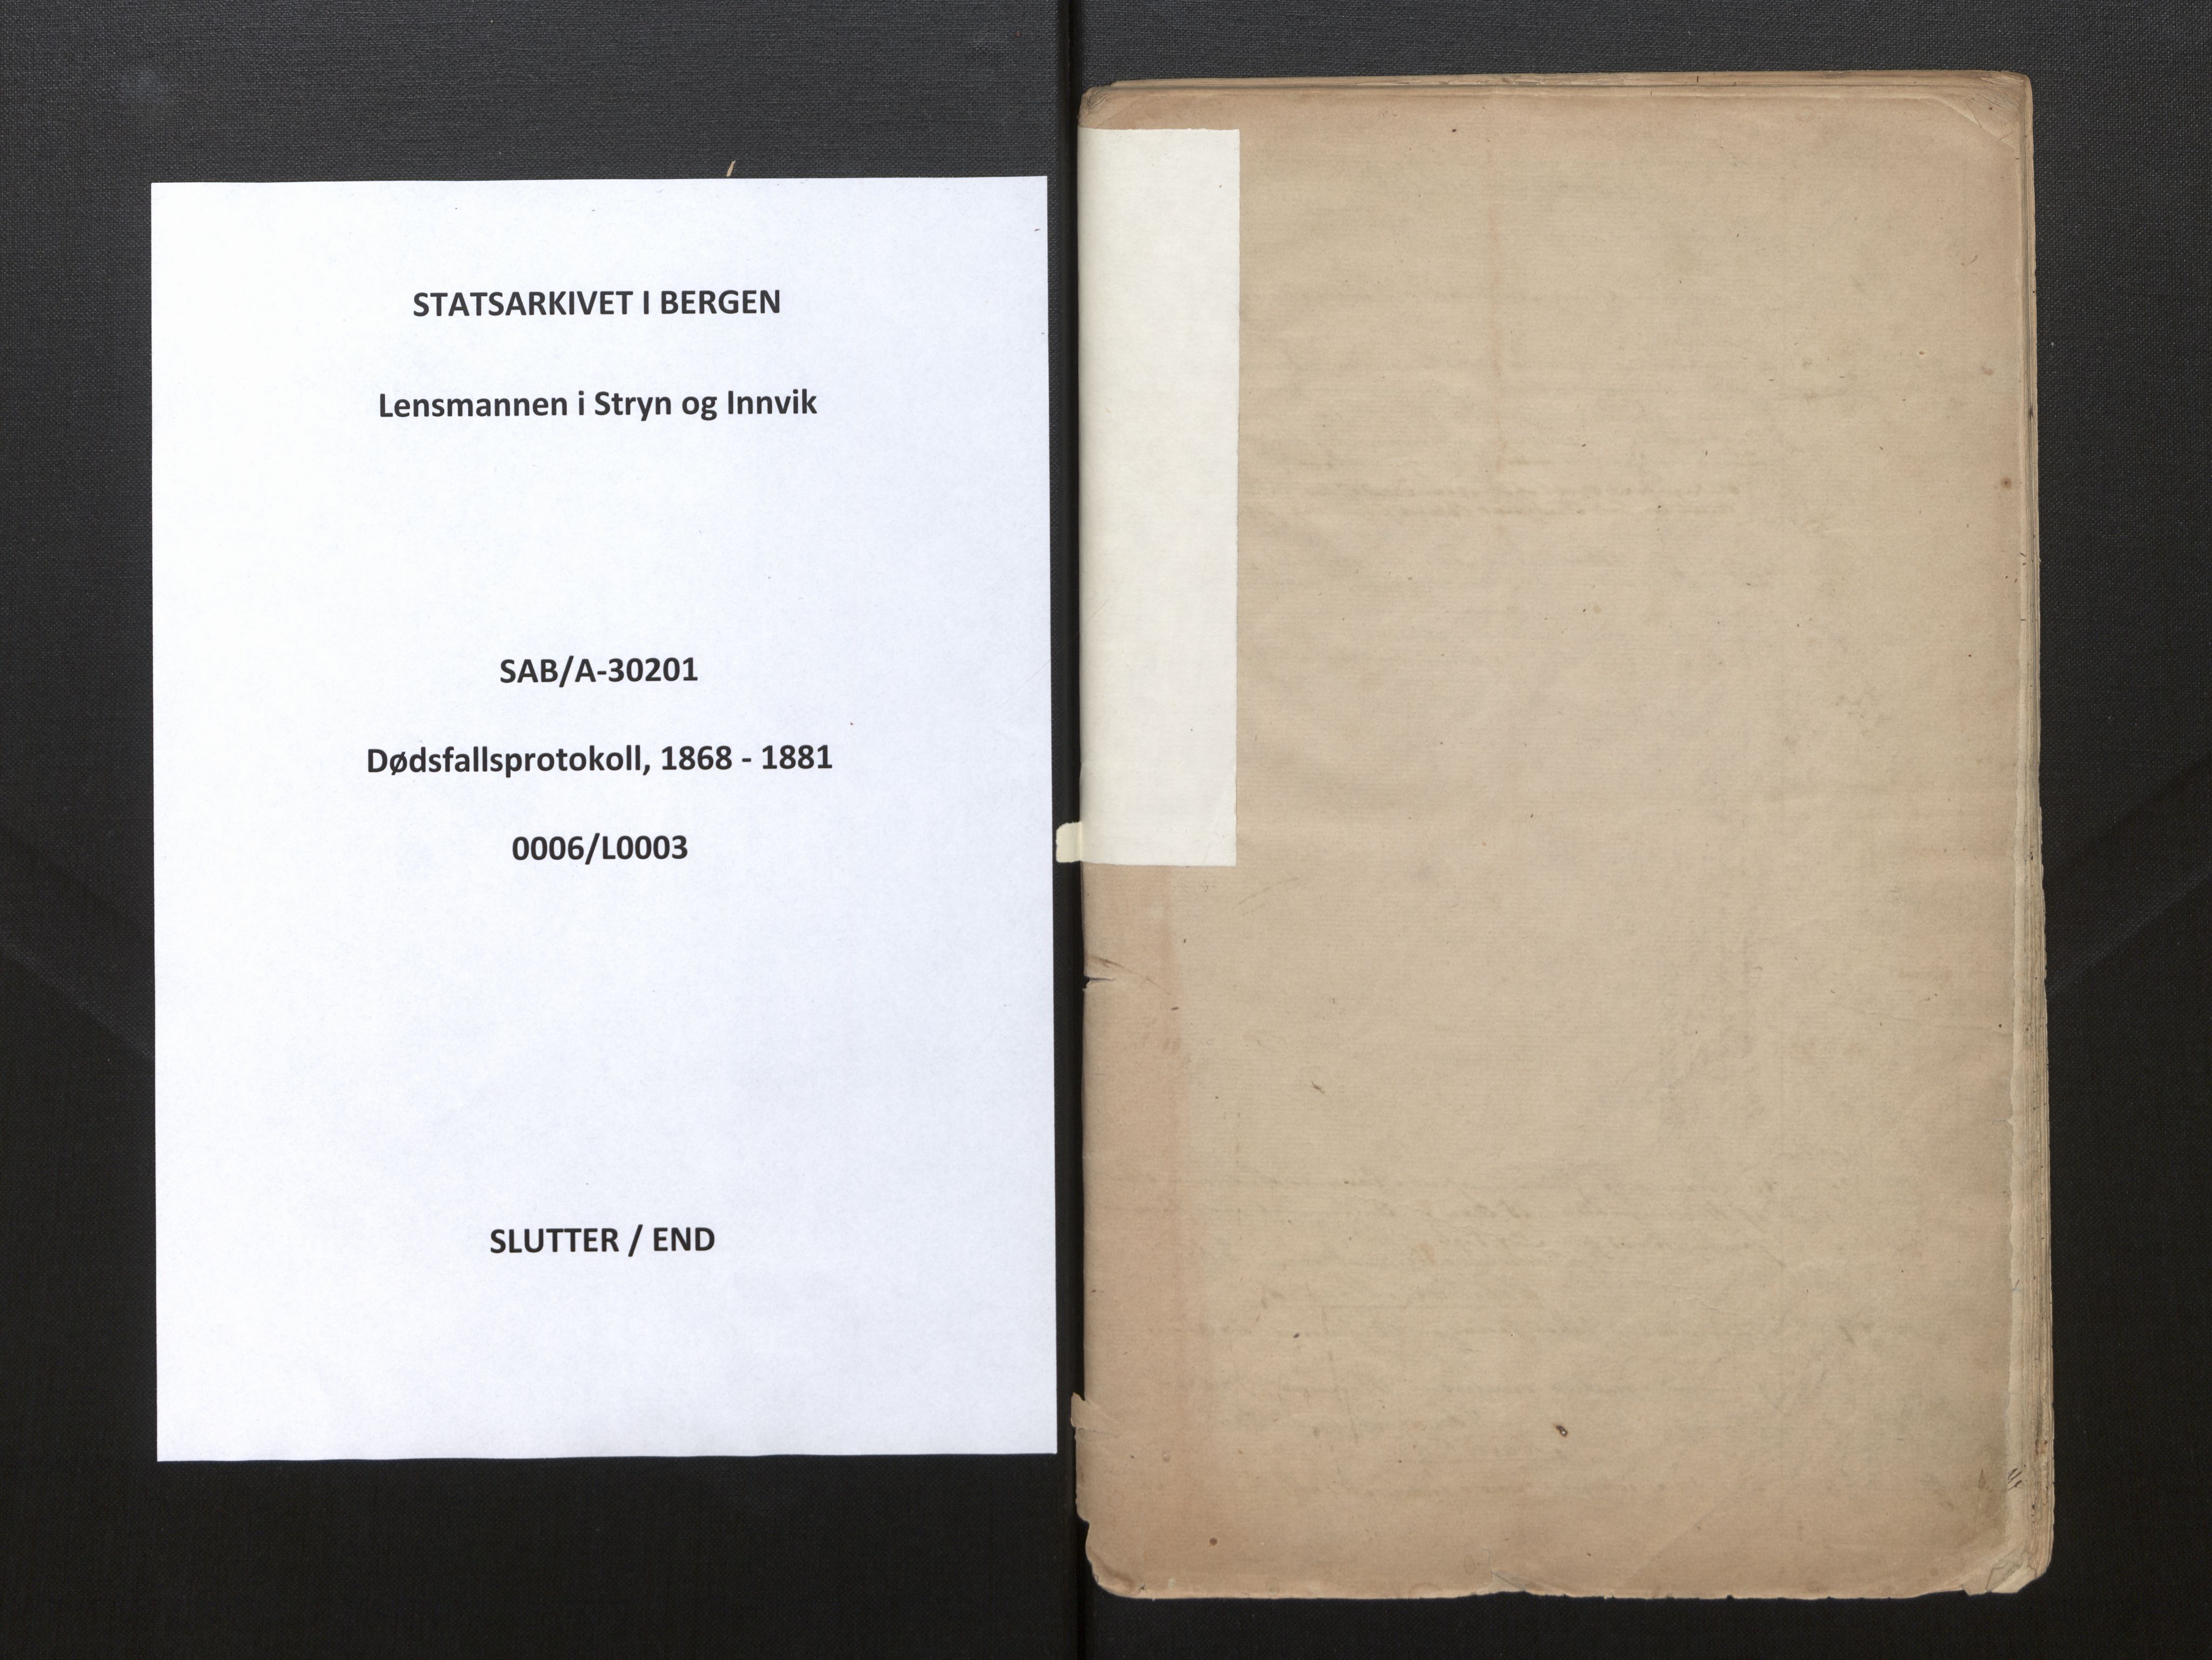 STATSARKIVET I BERGEN
Lensmannen i Stryn og Innvik
SAB/A-30201
Dødsfallsprotokoll, 1868 - 1881
0006/L0003
SLUTTER / END